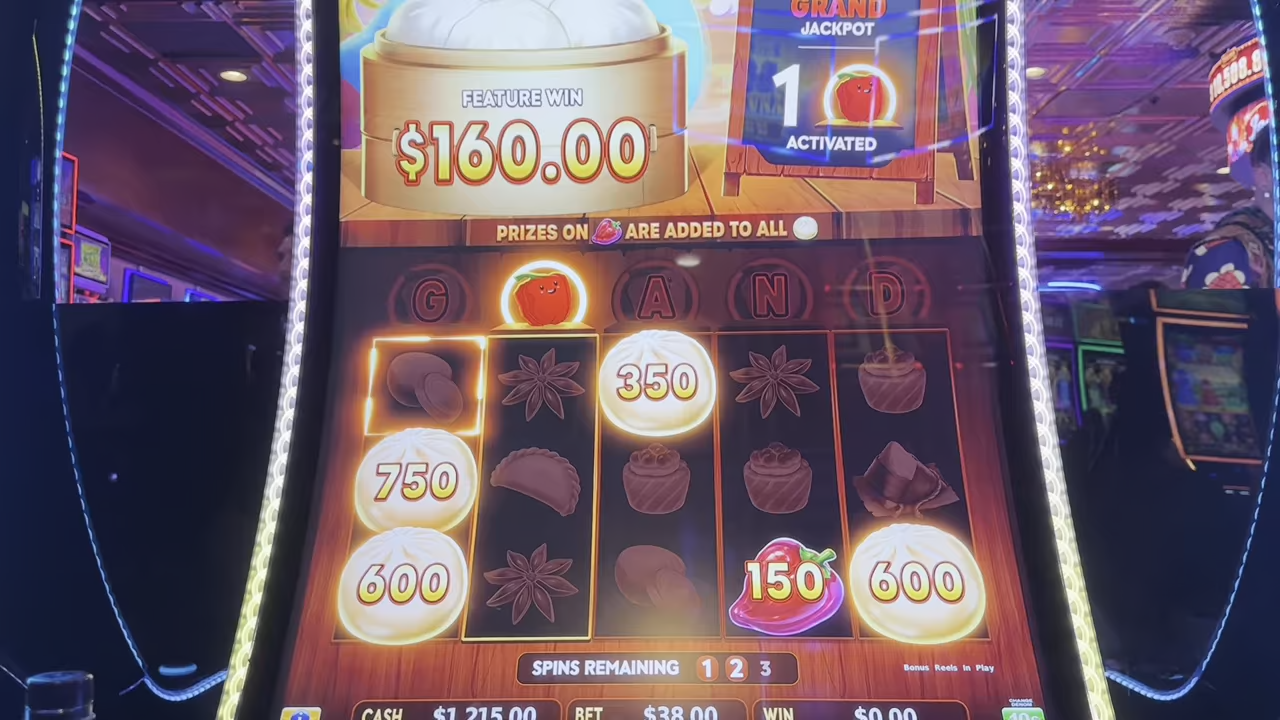 GRAND
JACKPOT
1
ACTIVATED
FEATURE WIN
$160.00
PRIZES ON ARE ADDED TO ALL
G A N D
350
750
600 150 600
SPINS REMAINING 1 2 3
Bonus Reels In Play
CASH $1,215.00 BET $38.00 WIN $0.00
CHANGE
DENOM